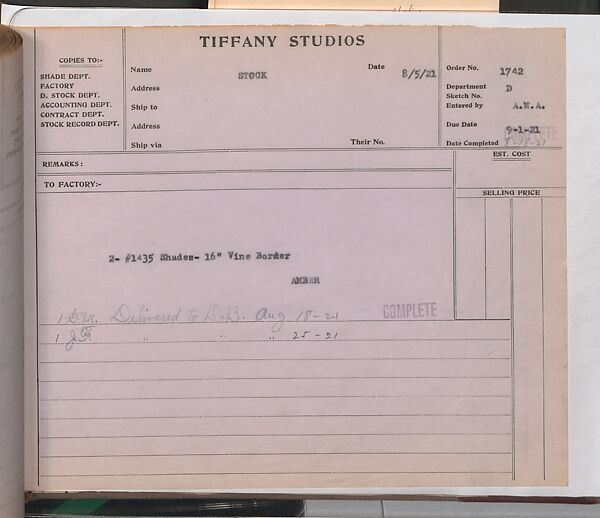 TIFFANY STUDIOS
COPIES TO:-
SHADE DEPT.
FACTORY
D. STOCK DEPT.
ACCOUNTING DEPT.
CONTRACT DEPT.
STOCK RECORD DEPT.
Name STOCK Date 8/5/21
Address
Ship to
Address
Ship via Their No.
Order No. 1742
Department D
Sketch No.
Entered by A.M.A.
Due Date 9-1-21
Date Completed
COMPLETE
REMARKS:
EST. COST
TO FACTORY:-
SELLING PRICE
2- #1435 Shades- 16" Vine Border
AMBER
1 Delivered to D.B. Aug 18-21 COMPLETE
1 J.F. " " " 25-21